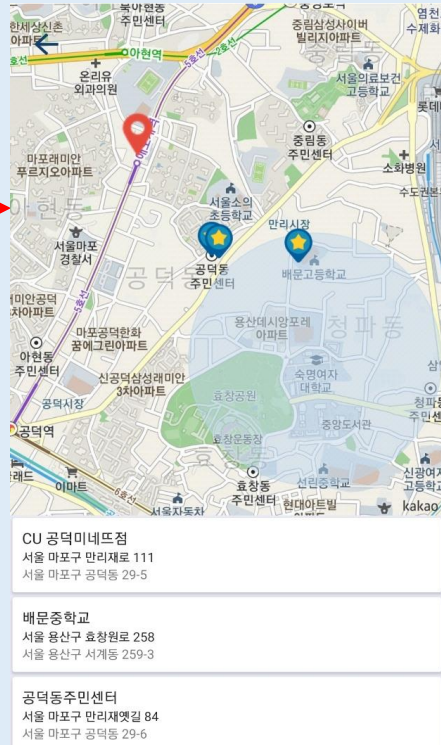 북아현동
주민센터
한세상신촌
아파트
아현역
2호선
중림삼성사이버
빌리지아파트
염천
수제화
온리유
외과의원
서울의료보건
고등학교
롯데
중림동
주민센터
소화병원
마포래미안
푸르지오아파트
서울소의
초등학교
만리시장
서울마포
경찰서
공덕동
주민센터
배문고등학교
공덕동
5호선
용산데시앙포레
아파트
청파동
마포공덕한화
꿈에그린아파트
아현동
주민센터
신공덕삼성래미안
3차아파트
숙명여자
대학교
공덕시장
효창공원
중앙도서관
공덕역
효창운동장
효창동
이마트
효창동
주민센터
선린중학교
6호선
서울자동차
현대아트빌
kakao
CU 공덕미네뜨점
서울 마포구 만리재로 111
서울 마포구 공덕동 29-5
배문중학교
서울 용산구 효창원로 258
서울 용산구 서계동 259-3
공덕동주민센터
서울 마포구 만리재옛길 84
서울 마포구 공덕동 29-6